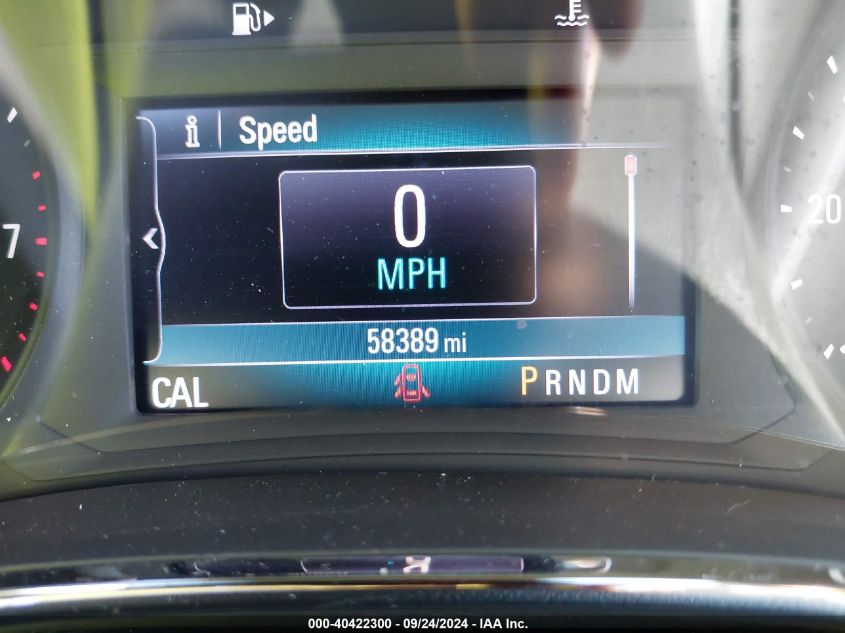 i Speed
7
0
20
MPH
58389 mi
CAL
PRNDM
000-40422300 - 09/24/2024 - IAA Inc.